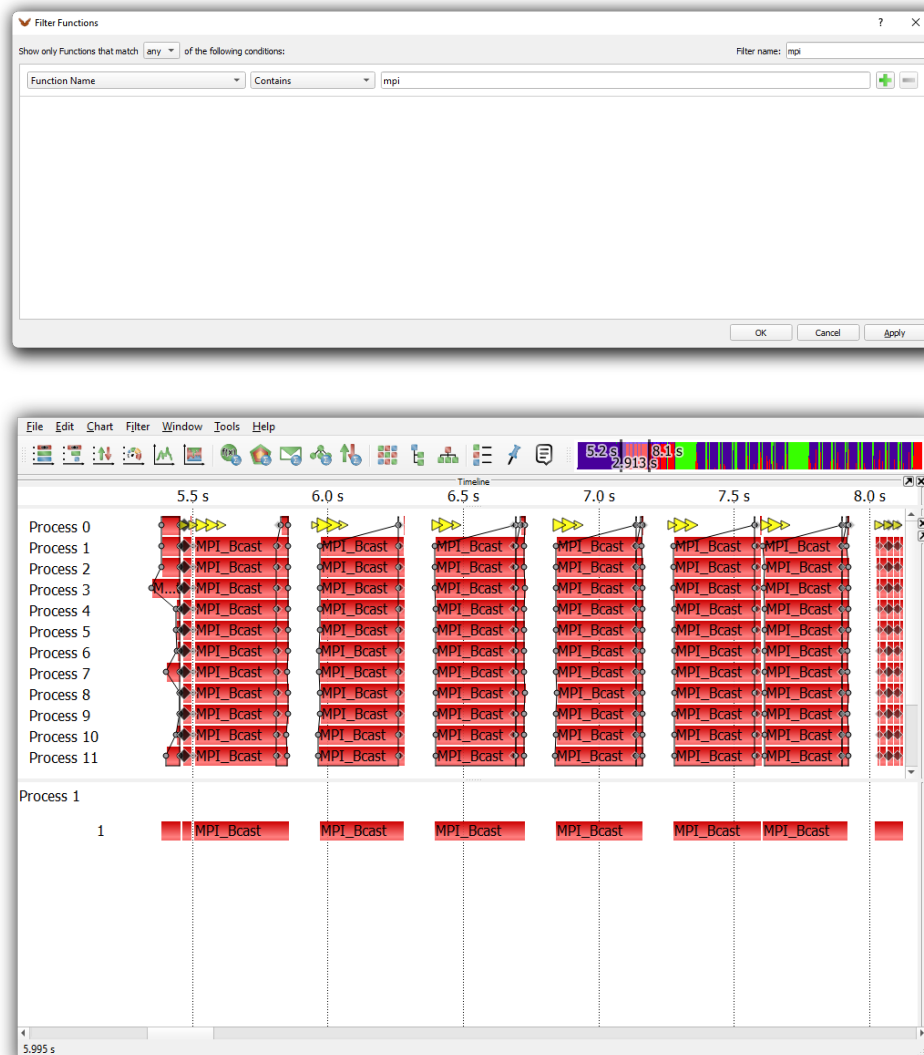 Filter Functions ? ×
Show only Functions that match any of the following conditions: Filter name: mpi
Function Name Contains mpi
OK Cancel Apply
File Edit Chart Filter Window Tools Help
5.2 s 8.1 s
2.913 s
Timeline
5.5 s 6.0 s 6.5 s 7.0 s 7.5 s 8.0 s
Process 0
Process 1 MPI_Bcast MPI_Bcast MPI_Bcast MPI_Bcast MPI_Bcast MPI_Bcast
Process 2 MPI_Bcast MPI_Bcast MPI_Bcast MPI_Bcast MPI_Bcast MPI_Bcast
Process 3 M... MPI_Bcast MPI_Bcast MPI_Bcast MPI_Bcast MPI_Bcast MPI_Bcast
Process 4 MPI_Bcast MPI_Bcast MPI_Bcast MPI_Bcast MPI_Bcast MPI_Bcast
Process 5 MPI_Bcast MPI_Bcast MPI_Bcast MPI_Bcast MPI_Bcast MPI_Bcast
Process 6 MPI_Bcast MPI_Bcast MPI_Bcast MPI_Bcast MPI_Bcast MPI_Bcast
Process 7 MPI_Bcast MPI_Bcast MPI_Bcast MPI_Bcast MPI_Bcast MPI_Bcast
Process 8 MPI_Bcast MPI_Bcast MPI_Bcast MPI_Bcast MPI_Bcast MPI_Bcast
Process 9 MPI_Bcast MPI_Bcast MPI_Bcast MPI_Bcast MPI_Bcast MPI_Bcast
Process 10 MPI_Bcast MPI_Bcast MPI_Bcast MPI_Bcast MPI_Bcast MPI_Bcast
Process 11 MPI_Bcast MPI_Bcast MPI_Bcast MPI_Bcast MPI_Bcast MPI_Bcast
Process 1
1 MPI_Bcast MPI_Bcast MPI_Bcast MPI_Bcast MPI_Bcast MPI_Bcast
5.995 s